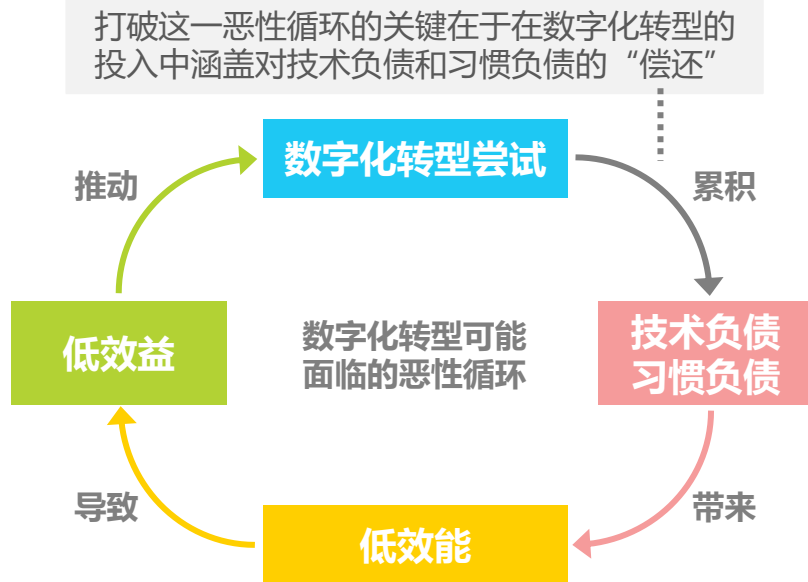 打破这一恶性循环的关键在于在数字化转型的
投入中涵盖对技术负债和习惯负债的“偿还”
数字化转型尝试
推动
累积
低效益
数字化转型可能
面临的恶性循环
技术负债
习惯负债
导致
带来
低效能